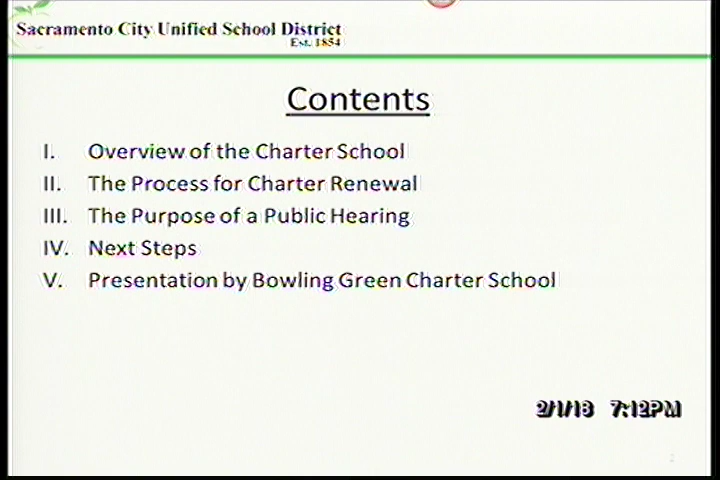 Sacramento City Unified School District
Est. 1854
Contents
I. Overview of the Charter School
II. The Process for Charter Renewal
III. The Purpose of a Public Hearing
IV. Next Steps
V. Presentation by Bowling Green Charter School
2/1/18 7:12PM